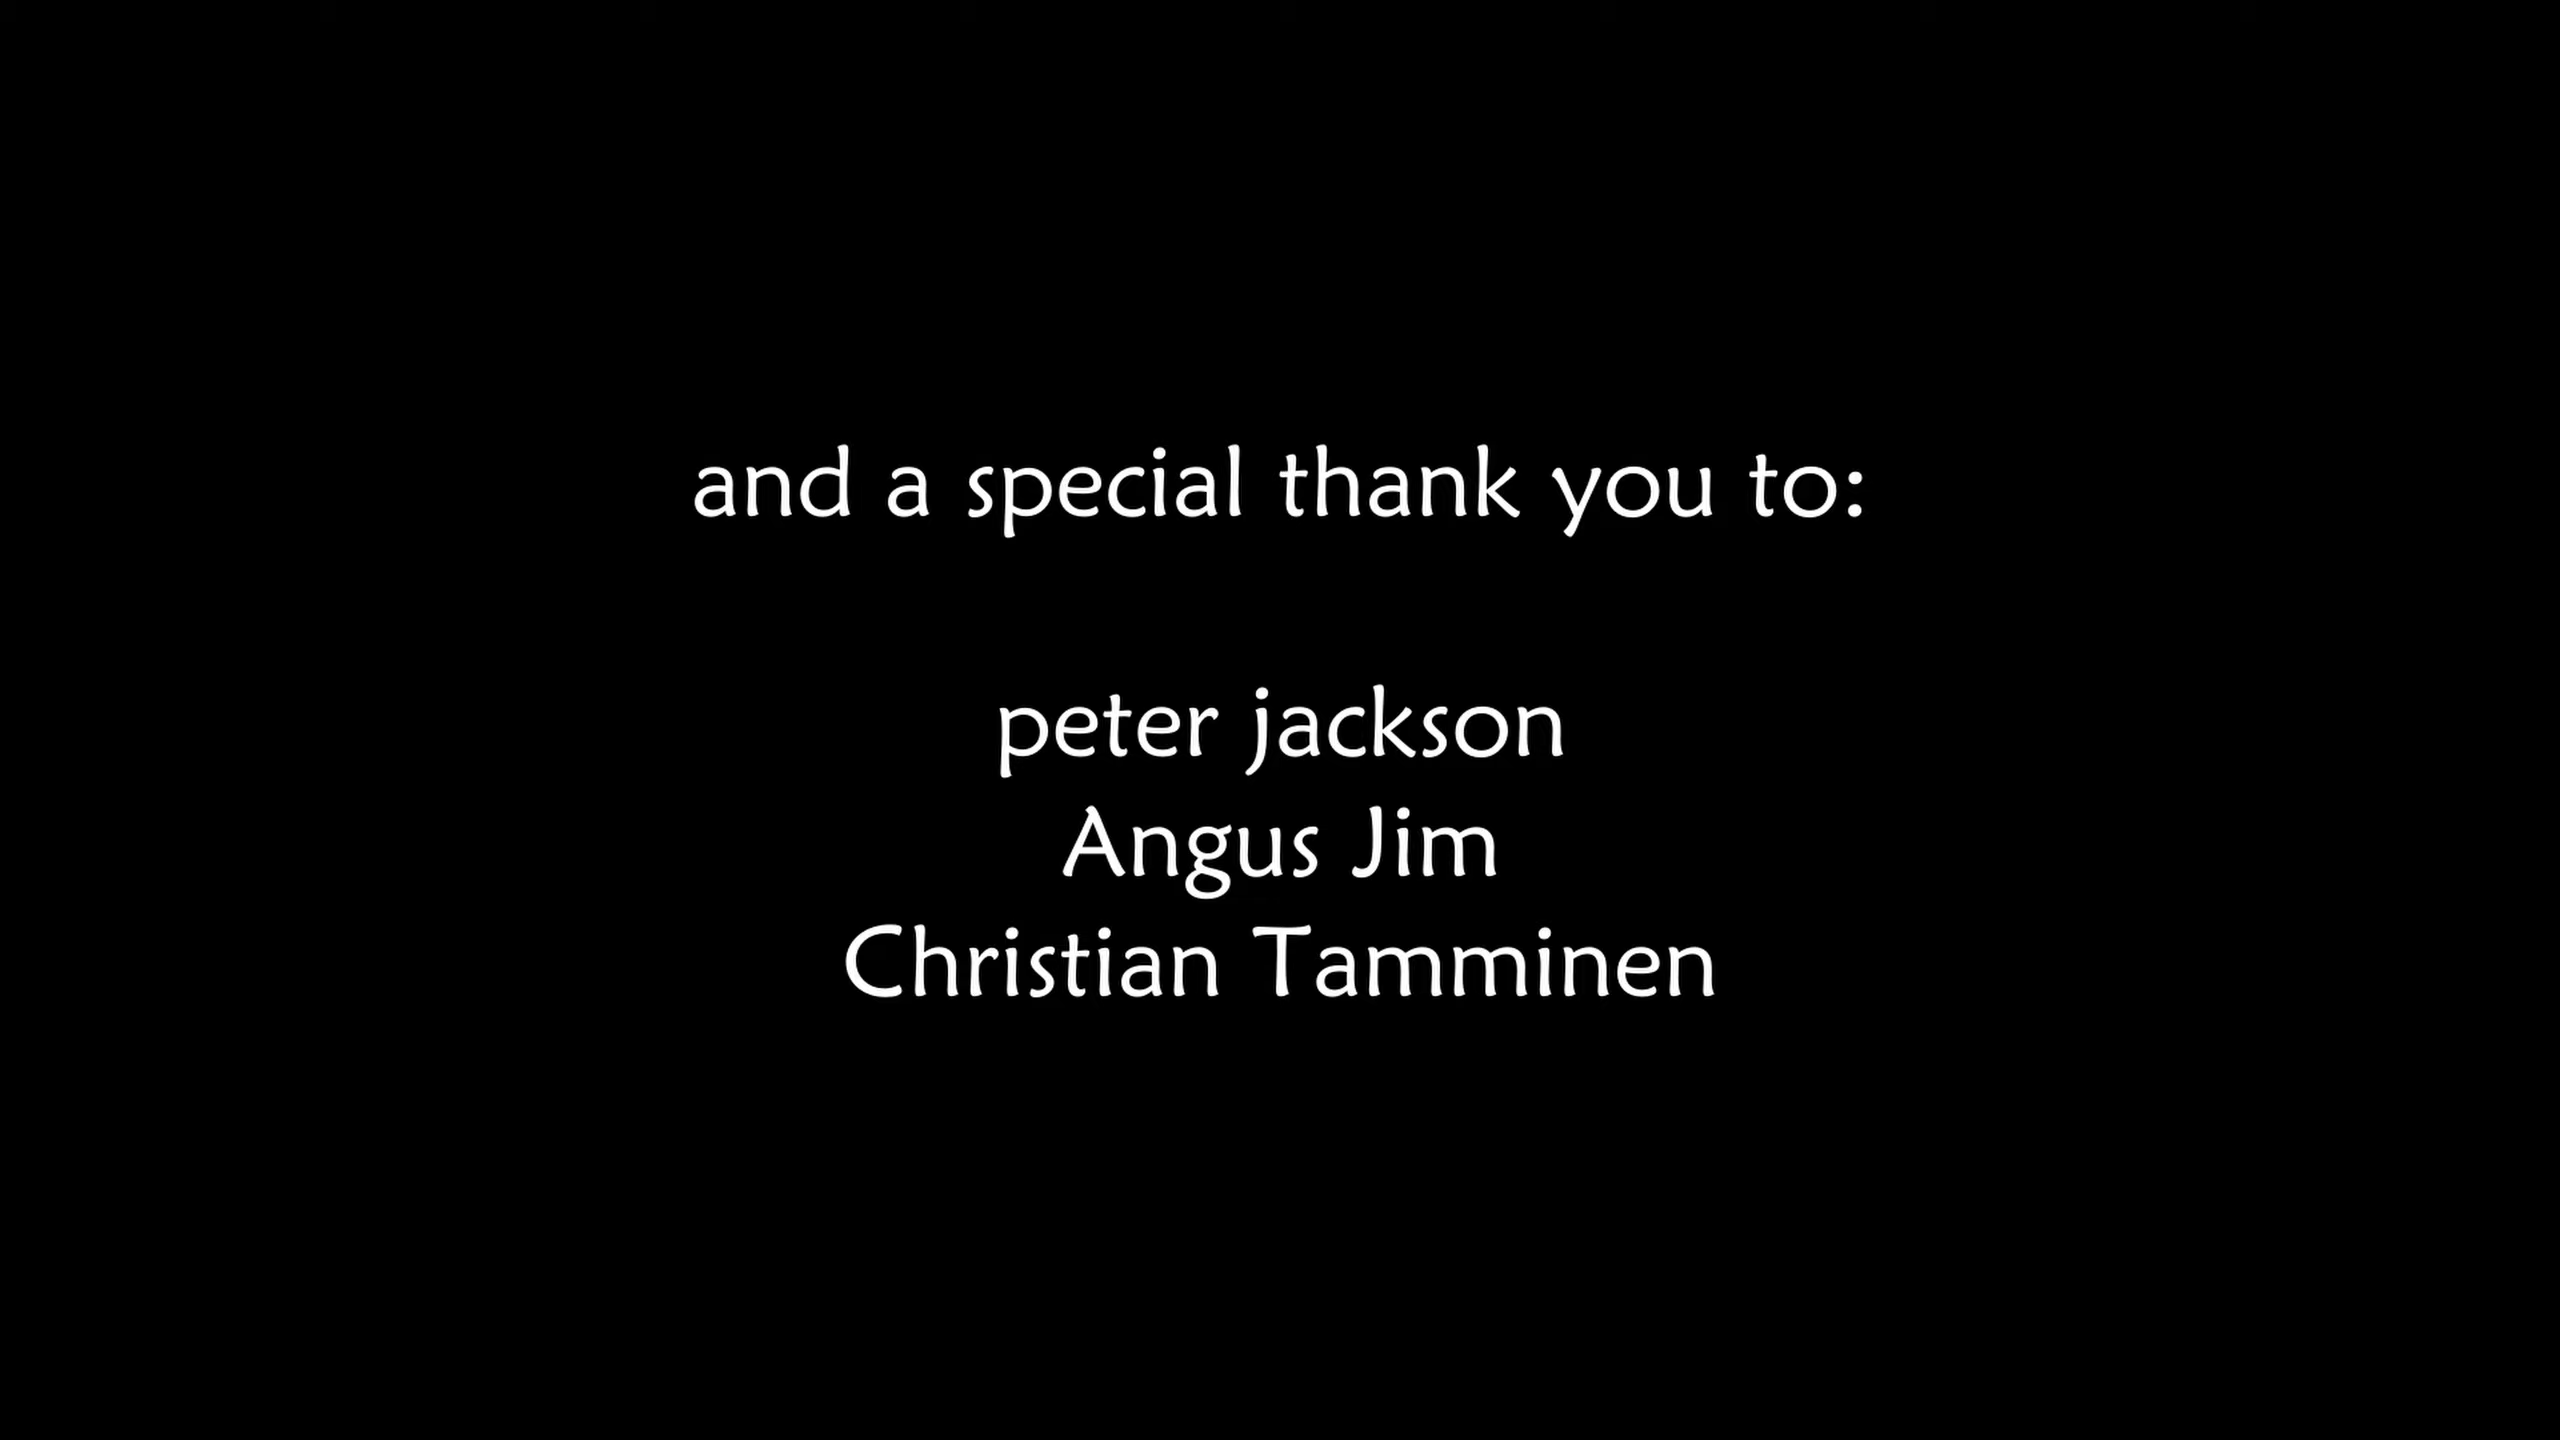 and a special thank you to:
peter jackson
Angus Jim
Christian Tamminen